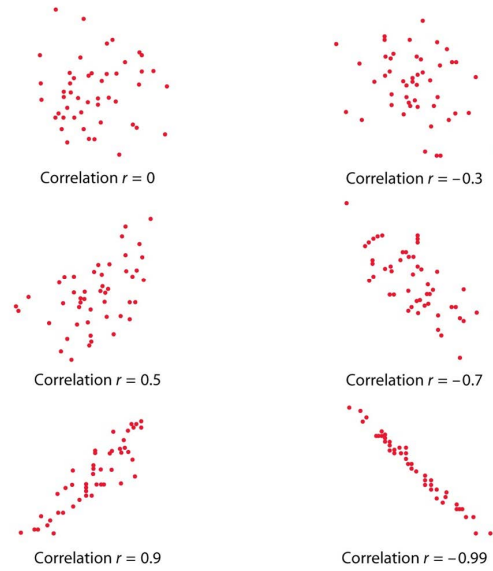 Correlation r = 0
Correlation r = −0.3
Correlation r = 0.5
Correlation r = −0.7
Correlation r = 0.9
Correlation r = −0.99